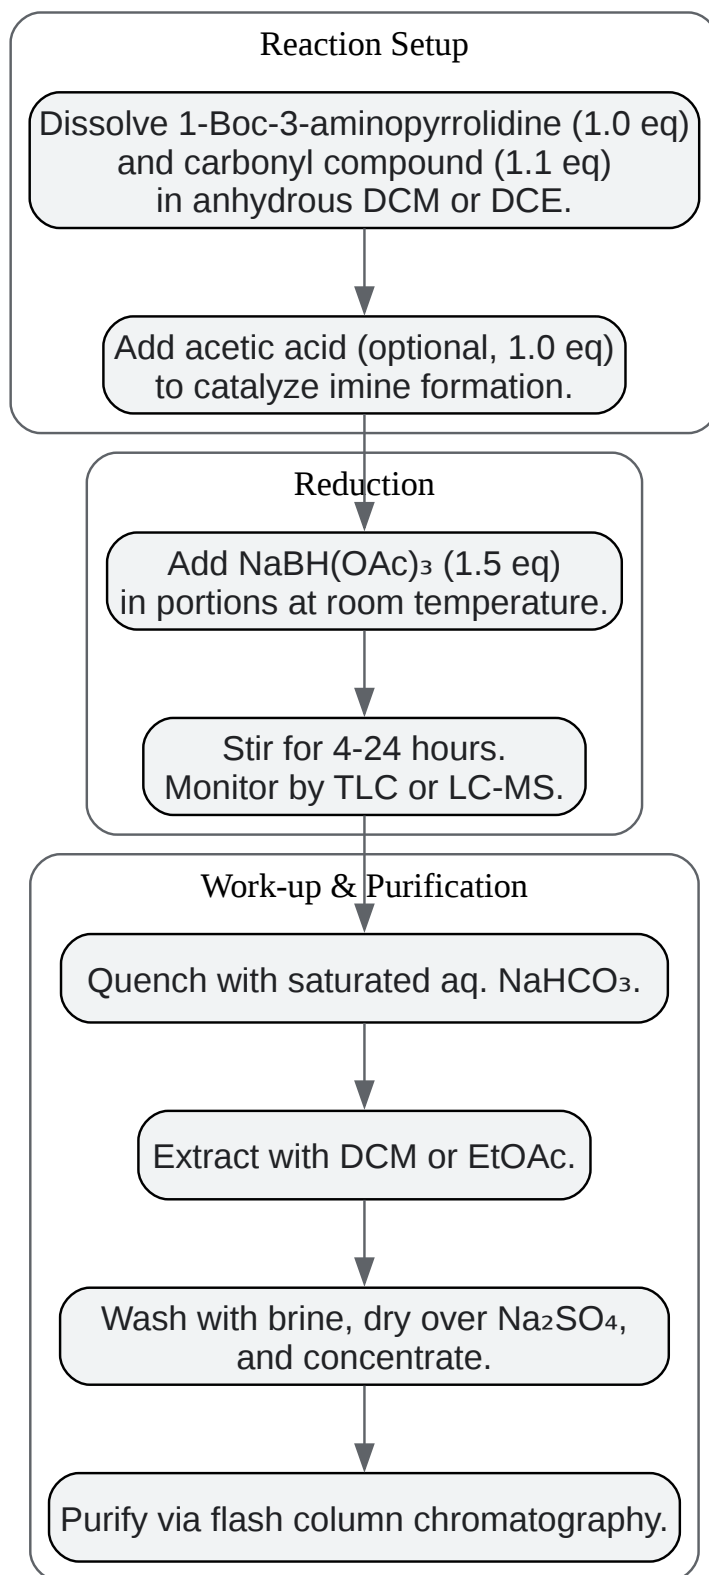 Reaction Setup
Dissolve 1-Boc-3-aminopyrrolidine (1.0 eq)
and carbonyl compound (1.1 eq)
in anhydrous DCM or DCE.
Add acetic acid (optional, 1.0 eq)
to catalyze imine formation.
Reduction
Add NaBH(OAc)₃ (1.5 eq)
in portions at room temperature.
Stir for 4-24 hours.
Monitor by TLC or LC-MS.
Work-up & Purification
Quench with saturated aq. NaHCO₃.
Extract with DCM or EtOAc.
Wash with brine, dry over Na₂SO₄,
and concentrate.
Purify via flash column chromatography.